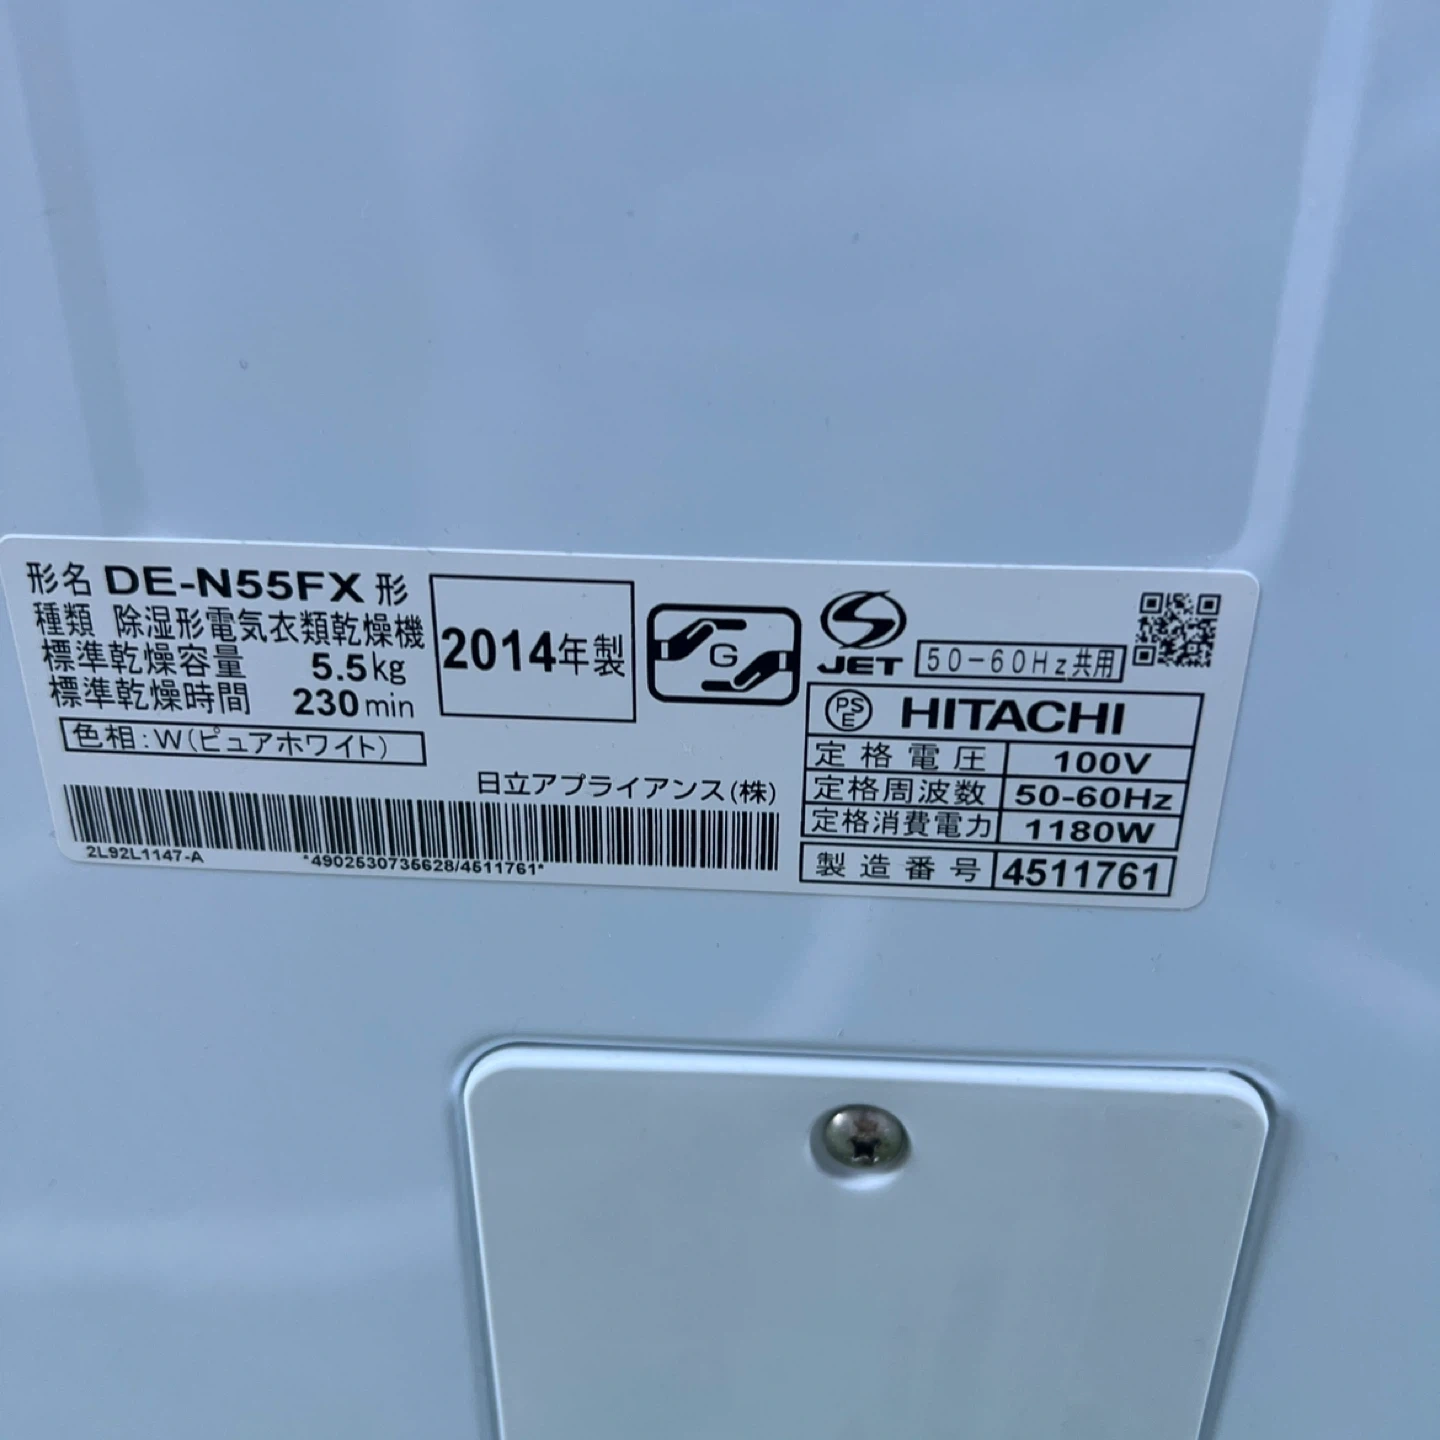 形名 DE-N55FX 形
種類 除湿形電気衣類乾燥機
標準乾燥容量 5.5kg
標準乾燥時間 230min
色相:W(ピュアホワイト)
2014年製
G
JET
50-60Hz共用
PSE HITACHI
定格電圧 100V
定格周波数 50-60Hz
定格消費電力 1180W
製造番号 4511761
日立アプライアンス(株)
2L92L1147-A
*4902530735628/4511761*